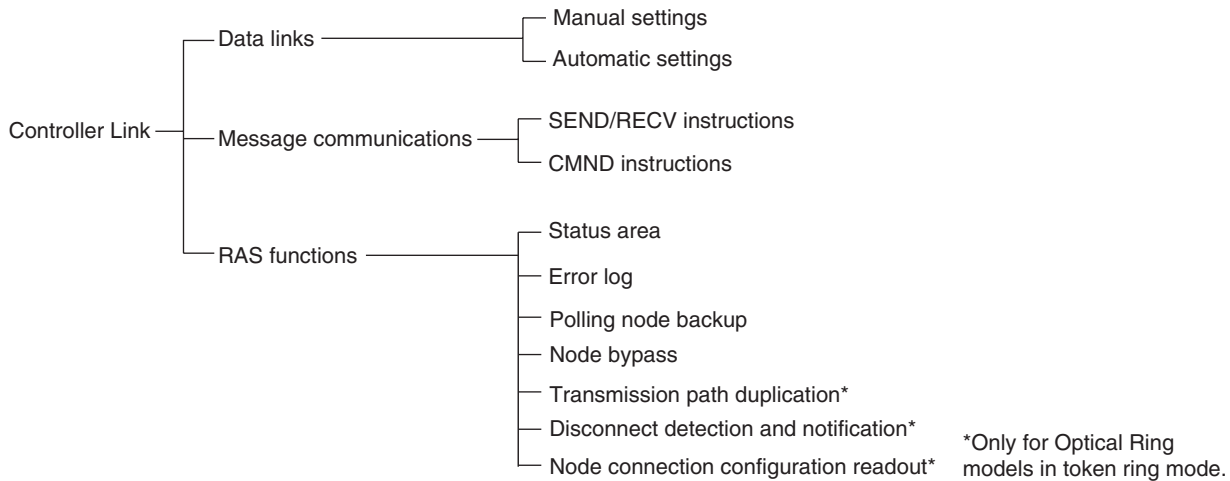 Controller Link
Data links
Manual settings
Automatic settings
Message communications
SEND/RECV instructions
CMND instructions
RAS functions
Status area
Error log
Polling node backup
Node bypass
Transmission path duplication*
Disconnect detection and notification*
Node connection configuration readout*
*Only for Optical Ring
models in token ring mode.